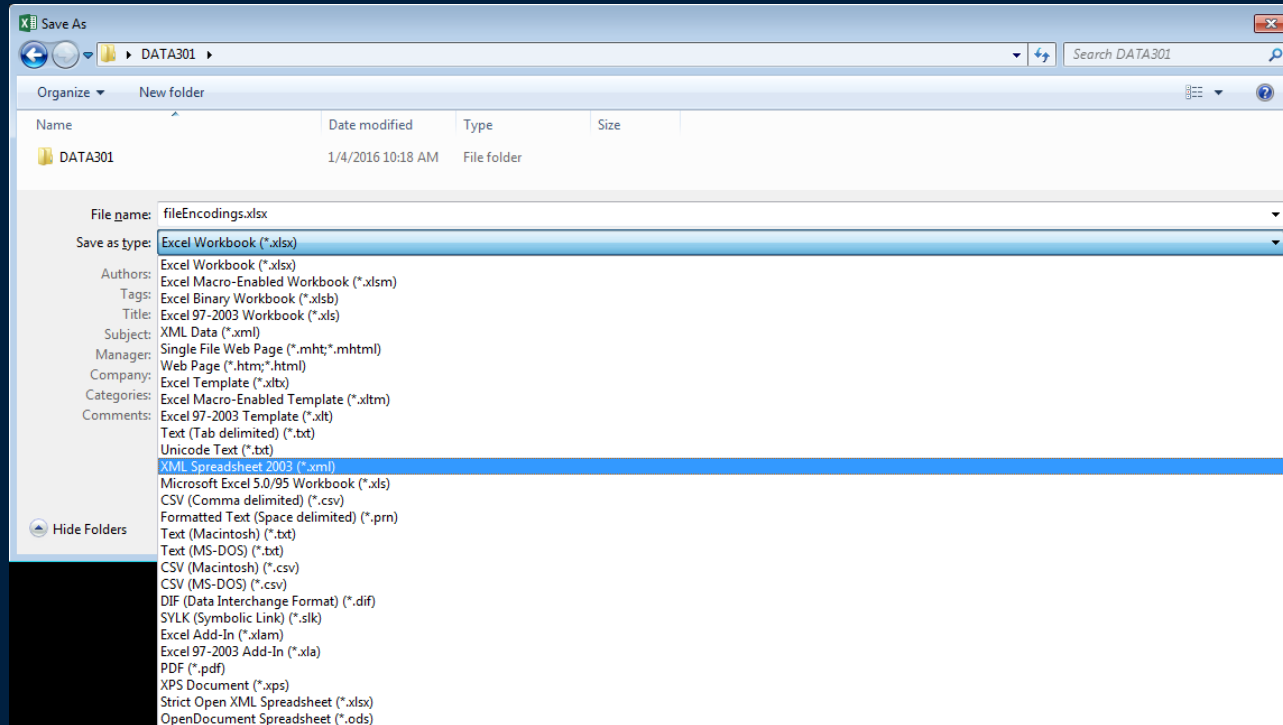 Save As
DATA301
Search DATA301
Organize New folder
Name Date modified Type Size
DATA301 1/4/2016 10:18 AM File folder
File name: fileEncodings.xlsx
Save as type: Excel Workbook (*.xlsx)
Authors:
Tags:
Title:
Subject:
Manager:
Company:
Categories:
Comments:
Excel Workbook (*.xlsx)
Excel Macro-Enabled Workbook (*.xlsm)
Excel Binary Workbook (*.xlsb)
Excel 97-2003 Workbook (*.xls)
XML Data (*.xml)
Single File Web Page (*.mht;*.mhtml)
Web Page (*.htm;*.html)
Excel Template (*.xltx)
Excel Macro-Enabled Template (*.xltm)
Excel 97-2003 Template (*.xlt)
Text (Tab delimited) (*.txt)
Unicode Text (*.txt)
XML Spreadsheet 2003 (*.xml)
Microsoft Excel 5.0/95 Workbook (*.xls)
CSV (Comma delimited) (*.csv)
Formatted Text (Space delimited) (*.prn)
Text (Macintosh) (*.txt)
Text (MS-DOS) (*.txt)
CSV (Macintosh) (*.csv)
CSV (MS-DOS) (*.csv)
DIF (Data Interchange Format) (*.dif)
SYLK (Symbolic Link) (*.slk)
Excel Add-In (*.xlam)
Excel 97-2003 Add-In (*.xla)
PDF (*.pdf)
XPS Document (*.xps)
Strict Open XML Spreadsheet (*.xlsx)
OpenDocument Spreadsheet (*.ods)
Hide Folders